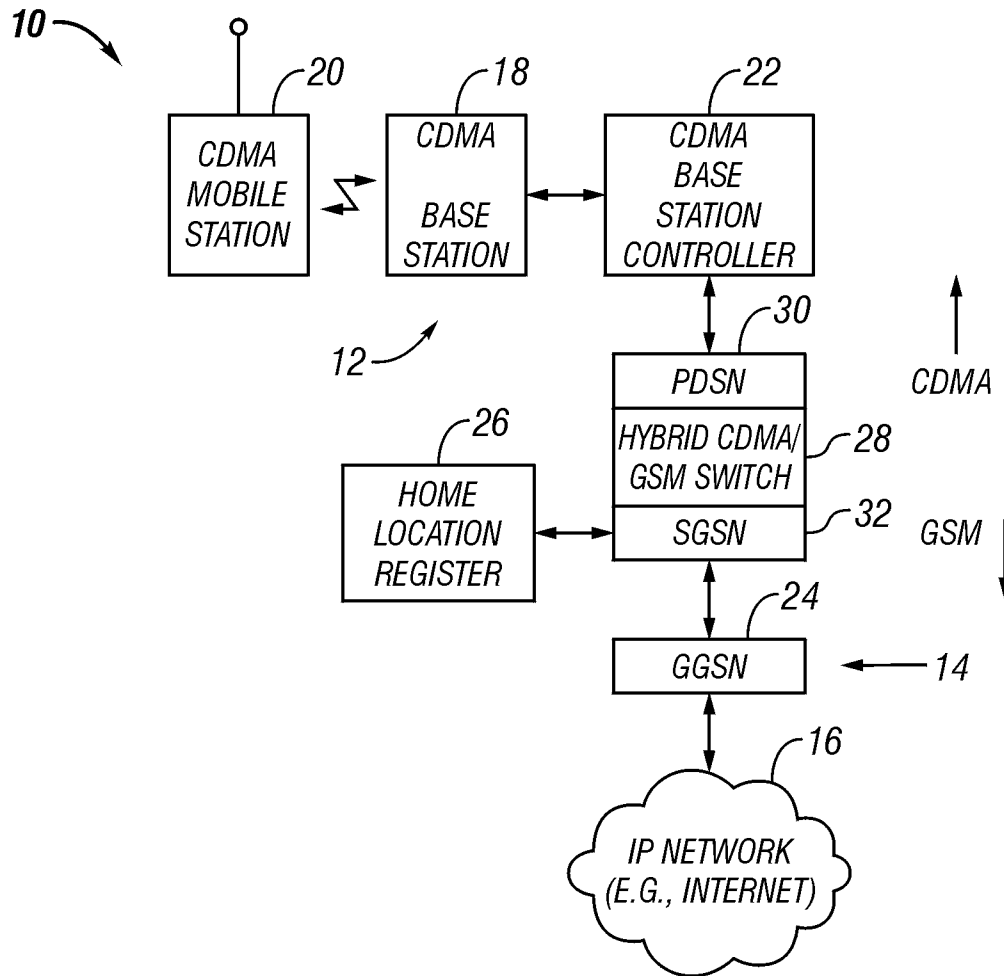 10
20
18
22
CDMA
MOBILE
STATION
CDMA
BASE
STATION
CDMA
BASE
STATION
CONTROLLER
12
30
PDSN
CDMA
26
HYBRID CDMA/
GSM SWITCH
28
HOME
LOCATION
REGISTER
SGSN
32
GSM
24
GGSN
14
16
IP NETWORK
(E.G., INTERNET)